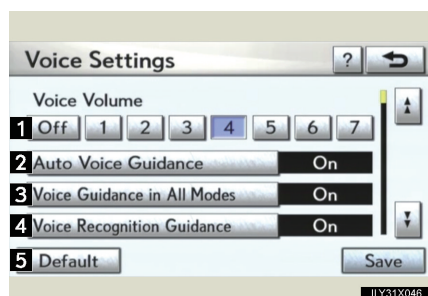 Voice Settings ?
Voice Volume
1 Off 1 2 3 4 5 6 7
2 Auto Voice Guidance On
3 Voice Guidance in All Modes On
4 Voice Recognition Guidance On
5 Default Save
ILY31X046